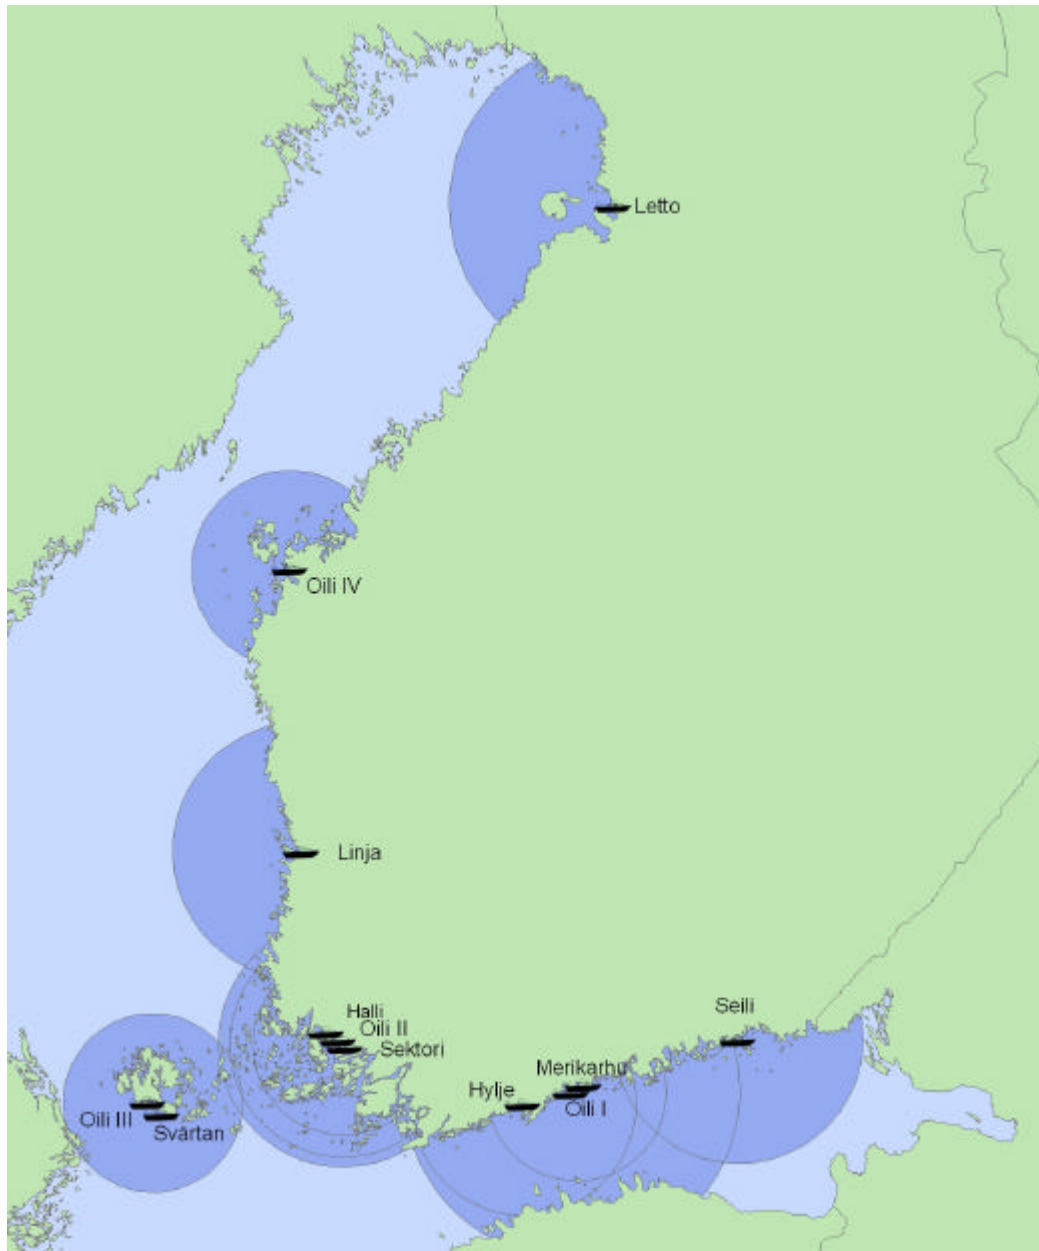 Letto
Oili IV
Linja
Halli
Oili II
Sektori
Seili
Merikarhu
Hylje
Oili I
Oili III
Svärtan